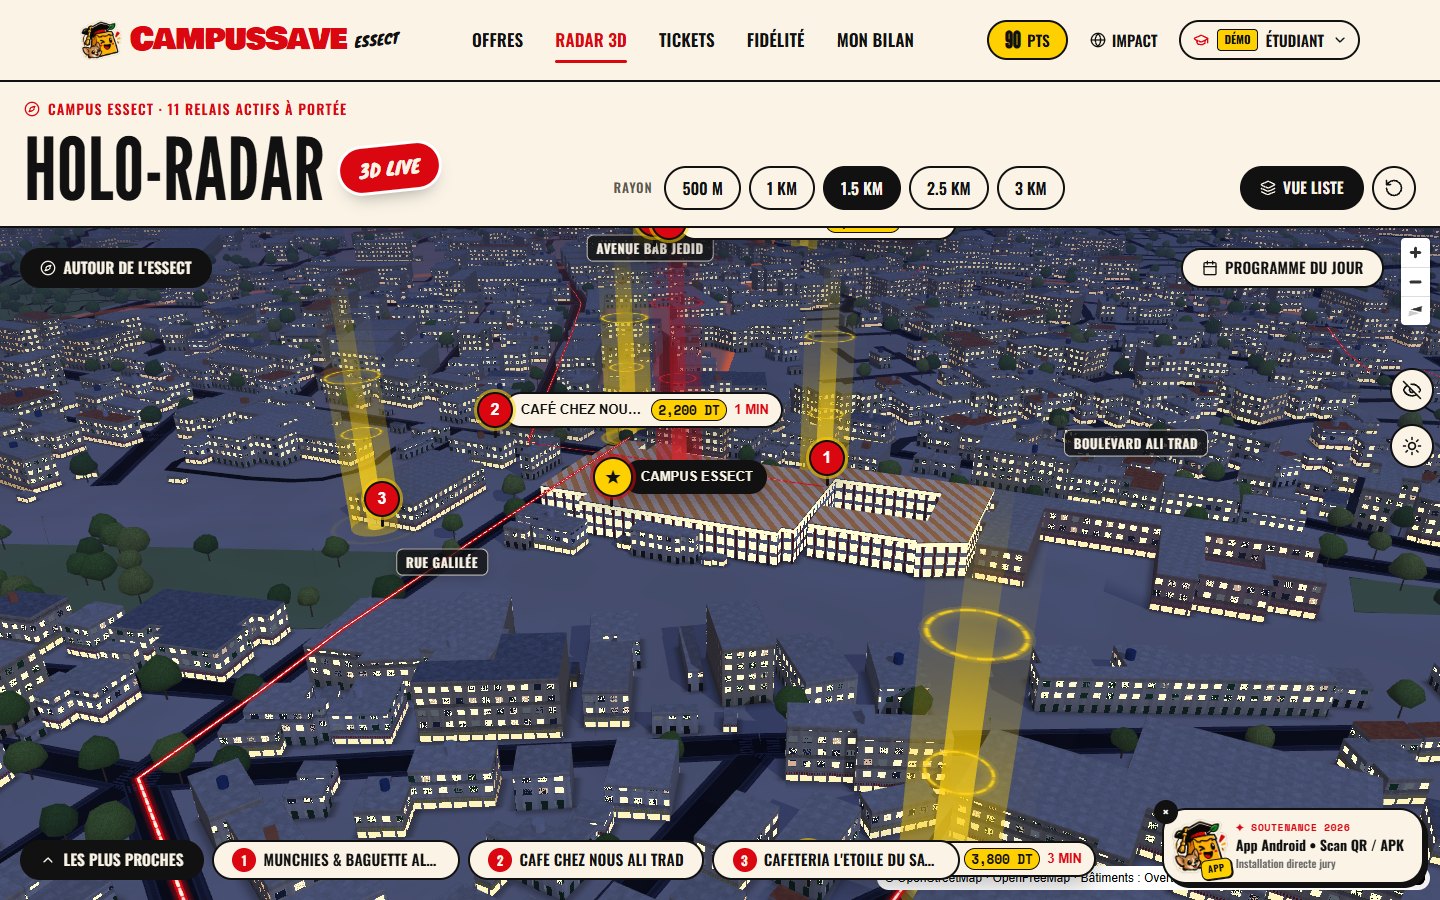 CAMPUSSAVE ESSECT
OFFRES
RADAR 3D
TICKETS
FIDÉLITÉ
MON BILAN
90 PTS
IMPACT
DÉMO ÉTUDIANT
CAMPUS ESSECT · 11 RELAIS ACTIFS À PORTÉE
HOLO-RADAR
3D LIVE
RAYON
500 M
1 KM
1.5 KM
2.5 KM
3 KM
VUE LISTE
AUTOUR DE L'ESSECT
AVENUE BAB JEDID
PROGRAMME DU JOUR
2 CAFÉ CHEZ NOU... 2,200 DT 1 MIN
BOULEVARD ALI TRAD
1
★ CAMPUS ESSECT
3
RUE GALILÉE
LES PLUS PROCHES
1 MUNCHIES & BAGUETTE AL...
2 CAFE CHEZ NOUS ALI TRAD
3 CAFETERIA L'ETOILE DU SA...
3,800 DT 3 MIN
© OpenStreetMap · OpenFreeMap · Bâtiments :
✦ SOUTENANCE 2026
App Android • Scan QR / APK
Installation directe jury
APP